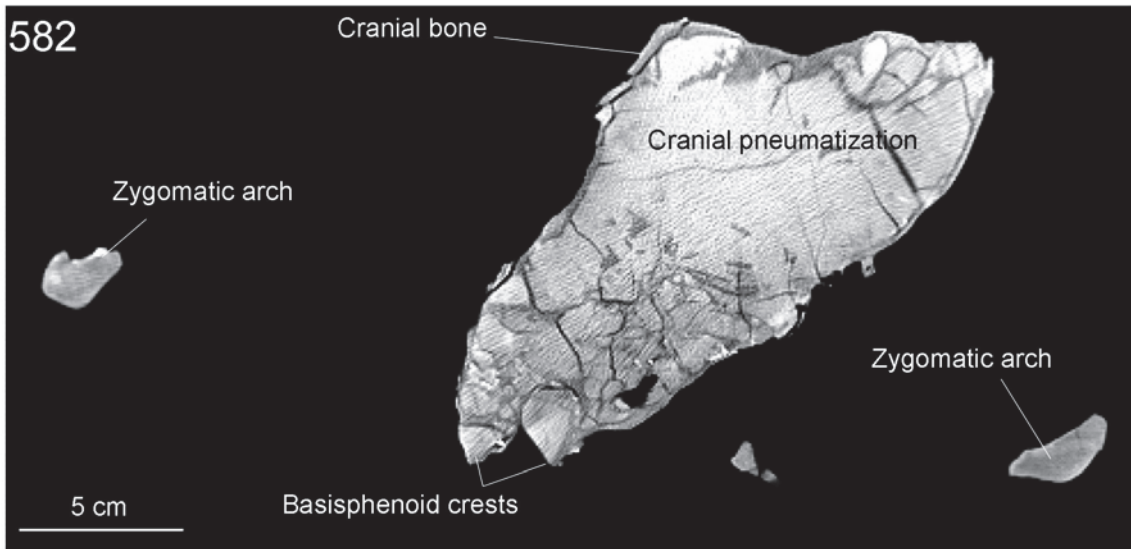 582
Cranial bone
Cranial pneumatization
Zygomatic arch
Zygomatic arch
Basisphenoid crests
5 cm